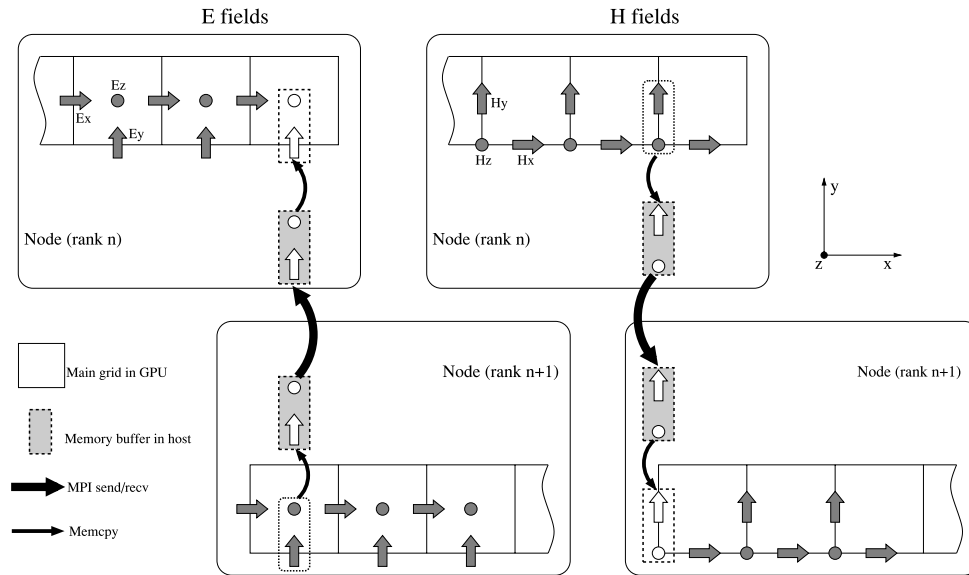 E fields
H fields
Ez
Ex
Ey
Hy
Hz
Hx
Node (rank n)
Node (rank n)
y
z
x
Node (rank n+1)
Node (rank n+1)
Main grid in GPU
Memory buffer in host
MPI send/recv
Memcpy